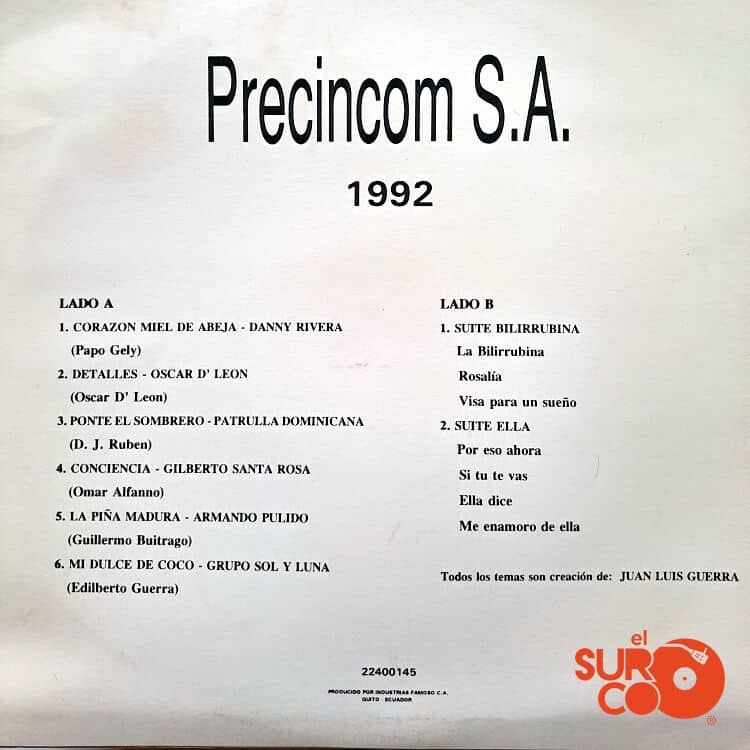 Precincom S.A.
1992
LADO A
1. CORAZON MIEL DE ABEJA - DANNY RIVERA
(Papo Gely)
2. DETALLES - OSCAR D' LEON
(Oscar D' Leon)
3. PONTE EL SOMBRERO - PATRULLA DOMINICANA
(D. J. Ruben)
4. CONCIENCIA - GILBERTO SANTA ROSA
(Omar Alfanno)
5. LA PIÑA MADURA - ARMANDO PULIDO
(Guillermo Buitrago)
6. MI DULCE DE COCO - GRUPO SOL Y LUNA
(Edilberto Guerra)
LADO B
1. SUITE BILIRRUBINA
La Bilirrubina
Rosalía
Visa para un sueño
2. SUITE ELLA
Por eso ahora
Si tu te vas
Ella dice
Me enamoro de ella
Todos los temas son creación de: JUAN LUIS GUERRA
22400145
PRODUCIDO POR INDUSTRIAS FAMOSO C.A.
QUITO - ECUADOR
el
SUR
CO
®